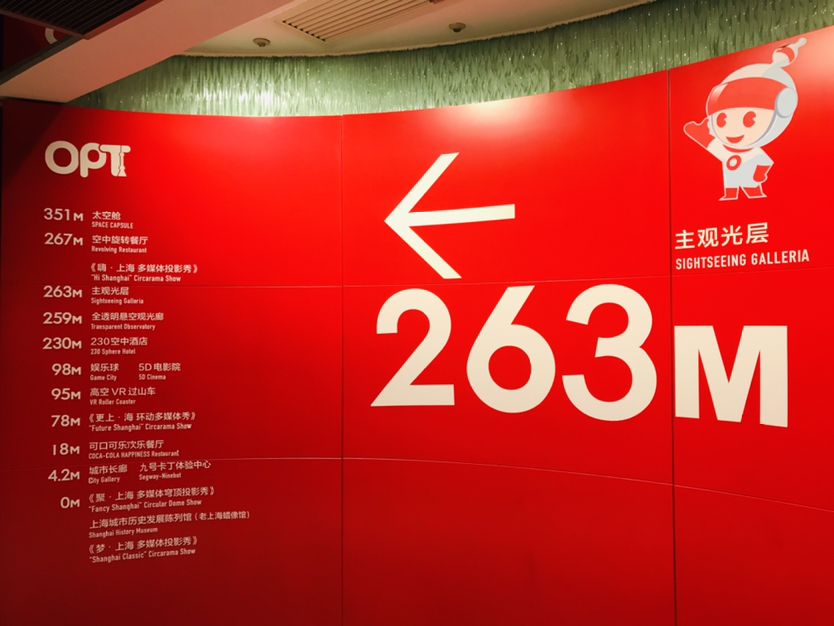 OPT
351M 太空舱
SPACE CAPSULE
267M 空中旋转餐厅
Revolving Restaurant
《嗨·上海 多媒体投影秀》
"Hi Shanghai" Circarama Show
263M 主观光层
Sightseeing Galleria
259M 全透明悬空观光廊
Transparent Observatory
230M 230空中酒店
230 Sphere Hotel
98M 娱乐球 5D电影院
Game City 5D Cinema
95M 高空VR过山车
VR Roller Coaster
78M 《更上·海 环动多媒体秀》
"Future Shanghai" Circarama Show
18M 可口可乐欢乐餐厅
COCA-COLA HAPPINESS Restaurant
4.2M 城市长廊 九号卡丁体验中心
City Gallery Segway-Ninebot
0M 《聚·上海 多媒体穹顶投影秀》
"Fancy Shanghai" Circular Dome Show
上海城市历史发展陈列馆（老上海蜡像馆）
Shanghai History Museum
《梦·上海 多媒体投影秀》
"Shanghai Classic" Circarama Show
263M
主观光层
SIGHTSEEING GALLERIA